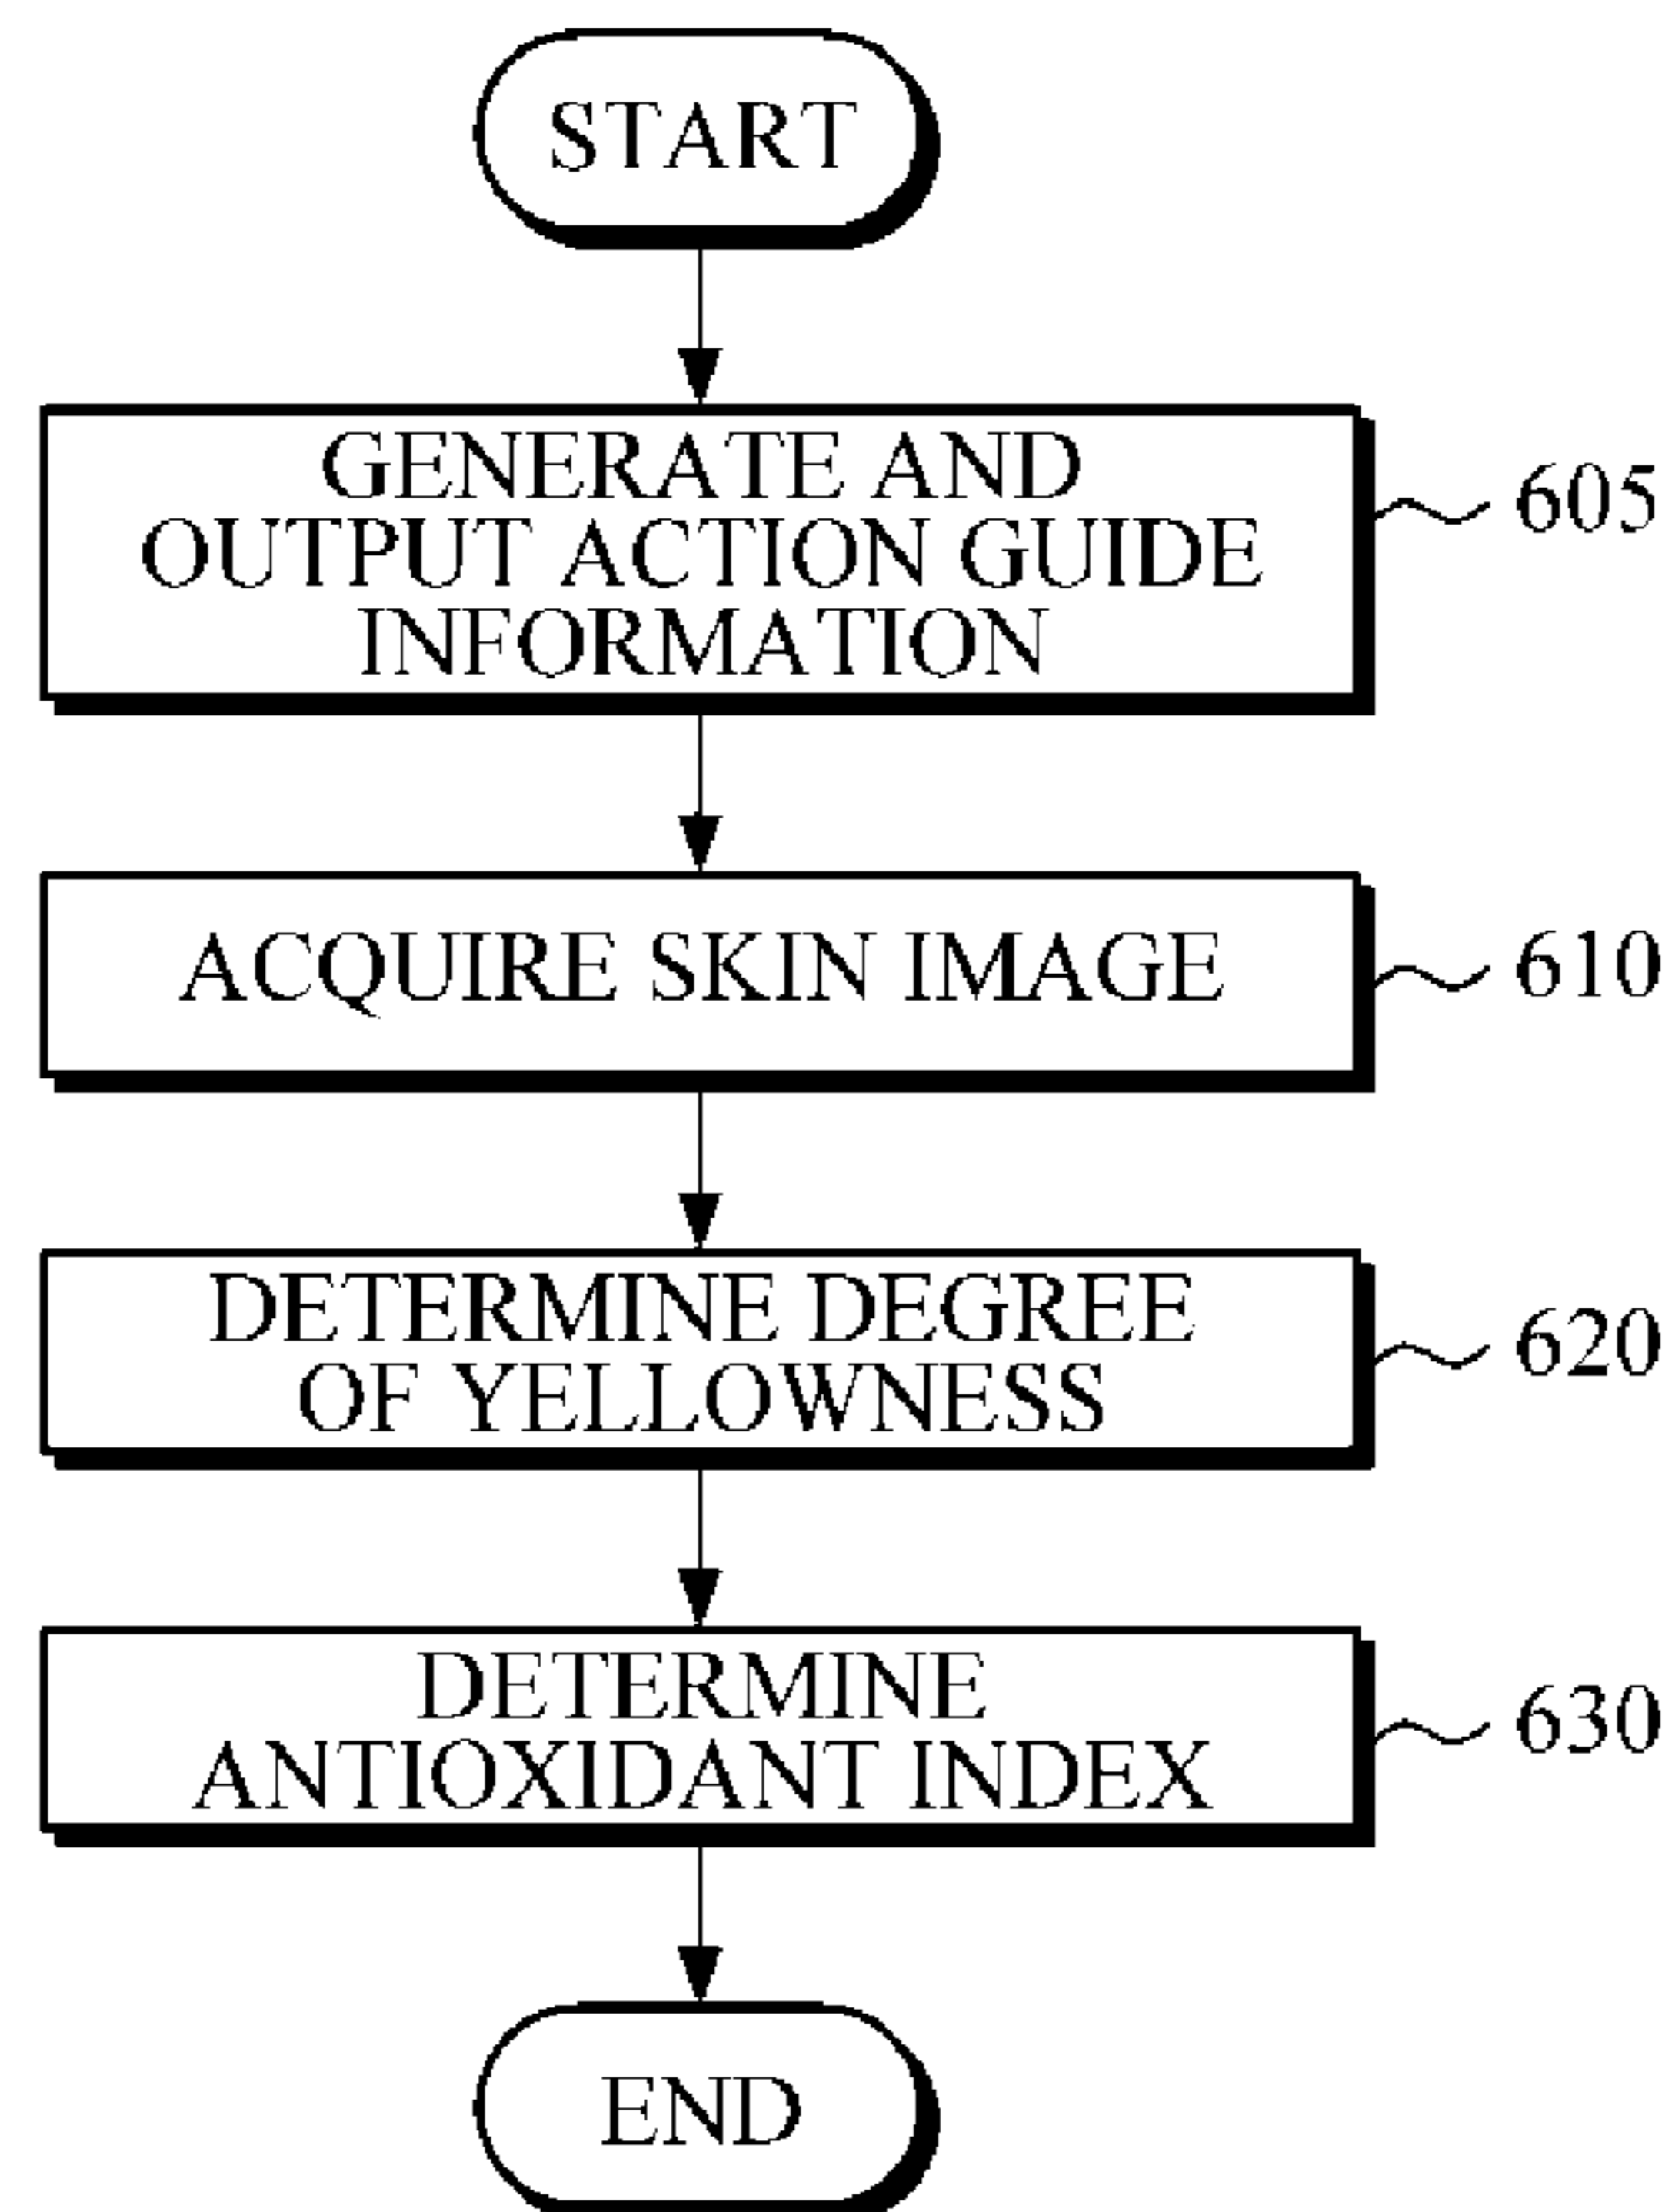 START
GENERATE AND
OUTPUT ACTION GUIDE
INFORMATION
605
ACQUIRE SKIN IMAGE
610
DETERMINE DEGREE
OF YELLOWNESS
620
DETERMINE
ANTIOXIDANT INDEX
630
END